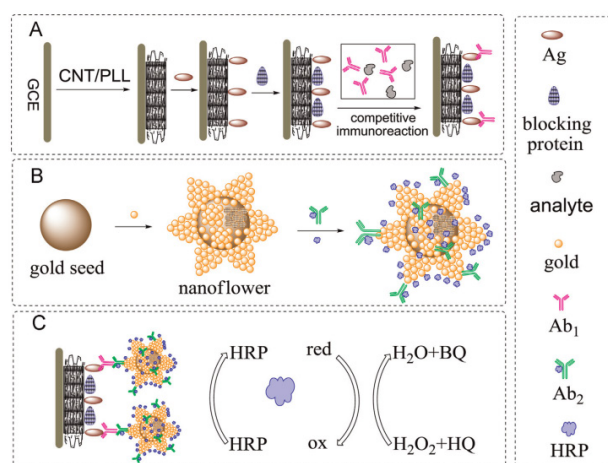 A
GCE
CNT/PLL
competitive
immunoreaction
B
gold seed
nanoflower
C
HRP
HRP
red
ox
H₂O+BQ
H₂O₂+HQ
Ag
blocking
protein
analyte
gold
Ab₁
Ab₂
HRP